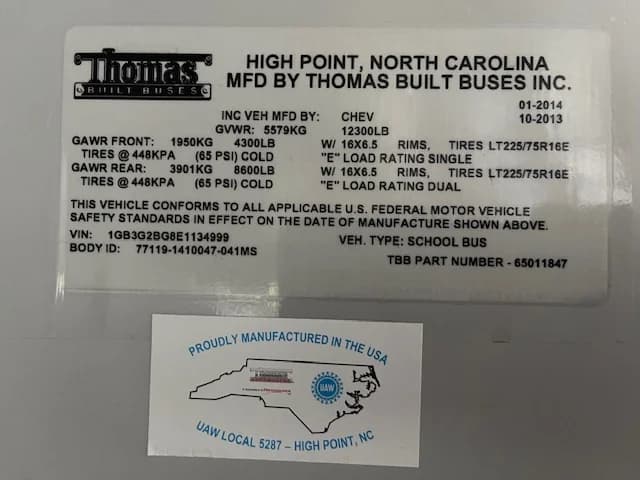 Thomas
BUILT BUSES
HIGH POINT, NORTH CAROLINA
MFD BY THOMAS BUILT BUSES INC.
01-2014
INC VEH MFD BY: CHEV 10-2013
GVWR: 5579KG 12300LB
GAWR FRONT: 1950KG 4300LB W/ 16X6.5 RIMS, TIRES LT225/75R16E
TIRES @ 448KPA (65 PSI) COLD "E" LOAD RATING SINGLE
GAWR REAR: 3901KG 8600LB W/ 16X6.5 RIMS, TIRES LT225/75R16E
TIRES @ 448KPA (65 PSI) COLD "E" LOAD RATING DUAL
THIS VEHICLE CONFORMS TO ALL APPLICABLE U.S. FEDERAL MOTOR VEHICLE
SAFETY STANDARDS IN EFFECT ON THE DATE OF MANUFACTURE SHOWN ABOVE.
VIN: 1GB3G2BG8E1134999 VEH. TYPE: SCHOOL BUS
BODY ID: 77119-1410047-041MS
TBB PART NUMBER - 65011847
PROUDLY MANUFACTURED IN THE USA
Thomas
UAW
UAW LOCAL 5287 – HIGH POINT, NC